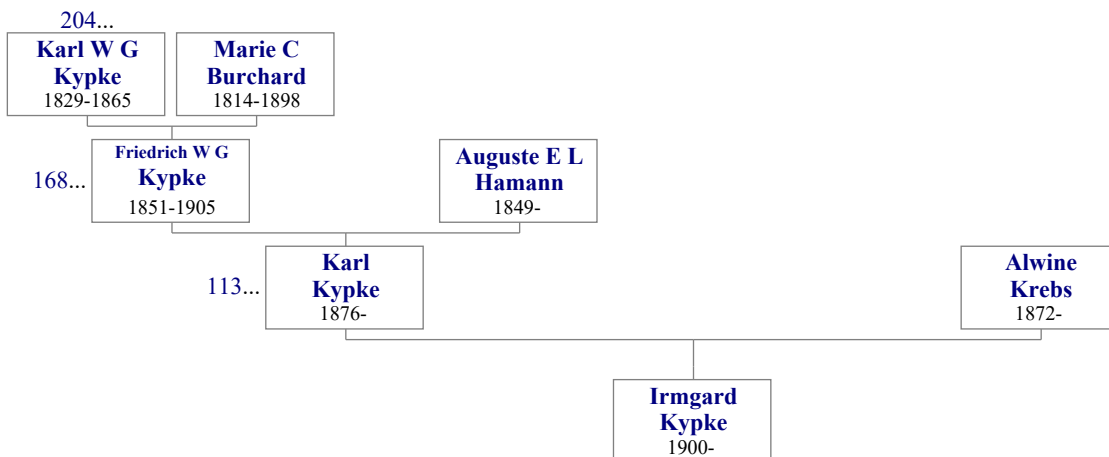 204...
Karl W G
Kypke
1829-1865
Marie C
Burchard
1814-1898
168...
Friedrich W G
Kypke
1851-1905
Auguste E L
Hamann
1849-
113...
Karl
Kypke
1876-
Alwine
Krebs
1872-
Irmgard
Kypke
1900-